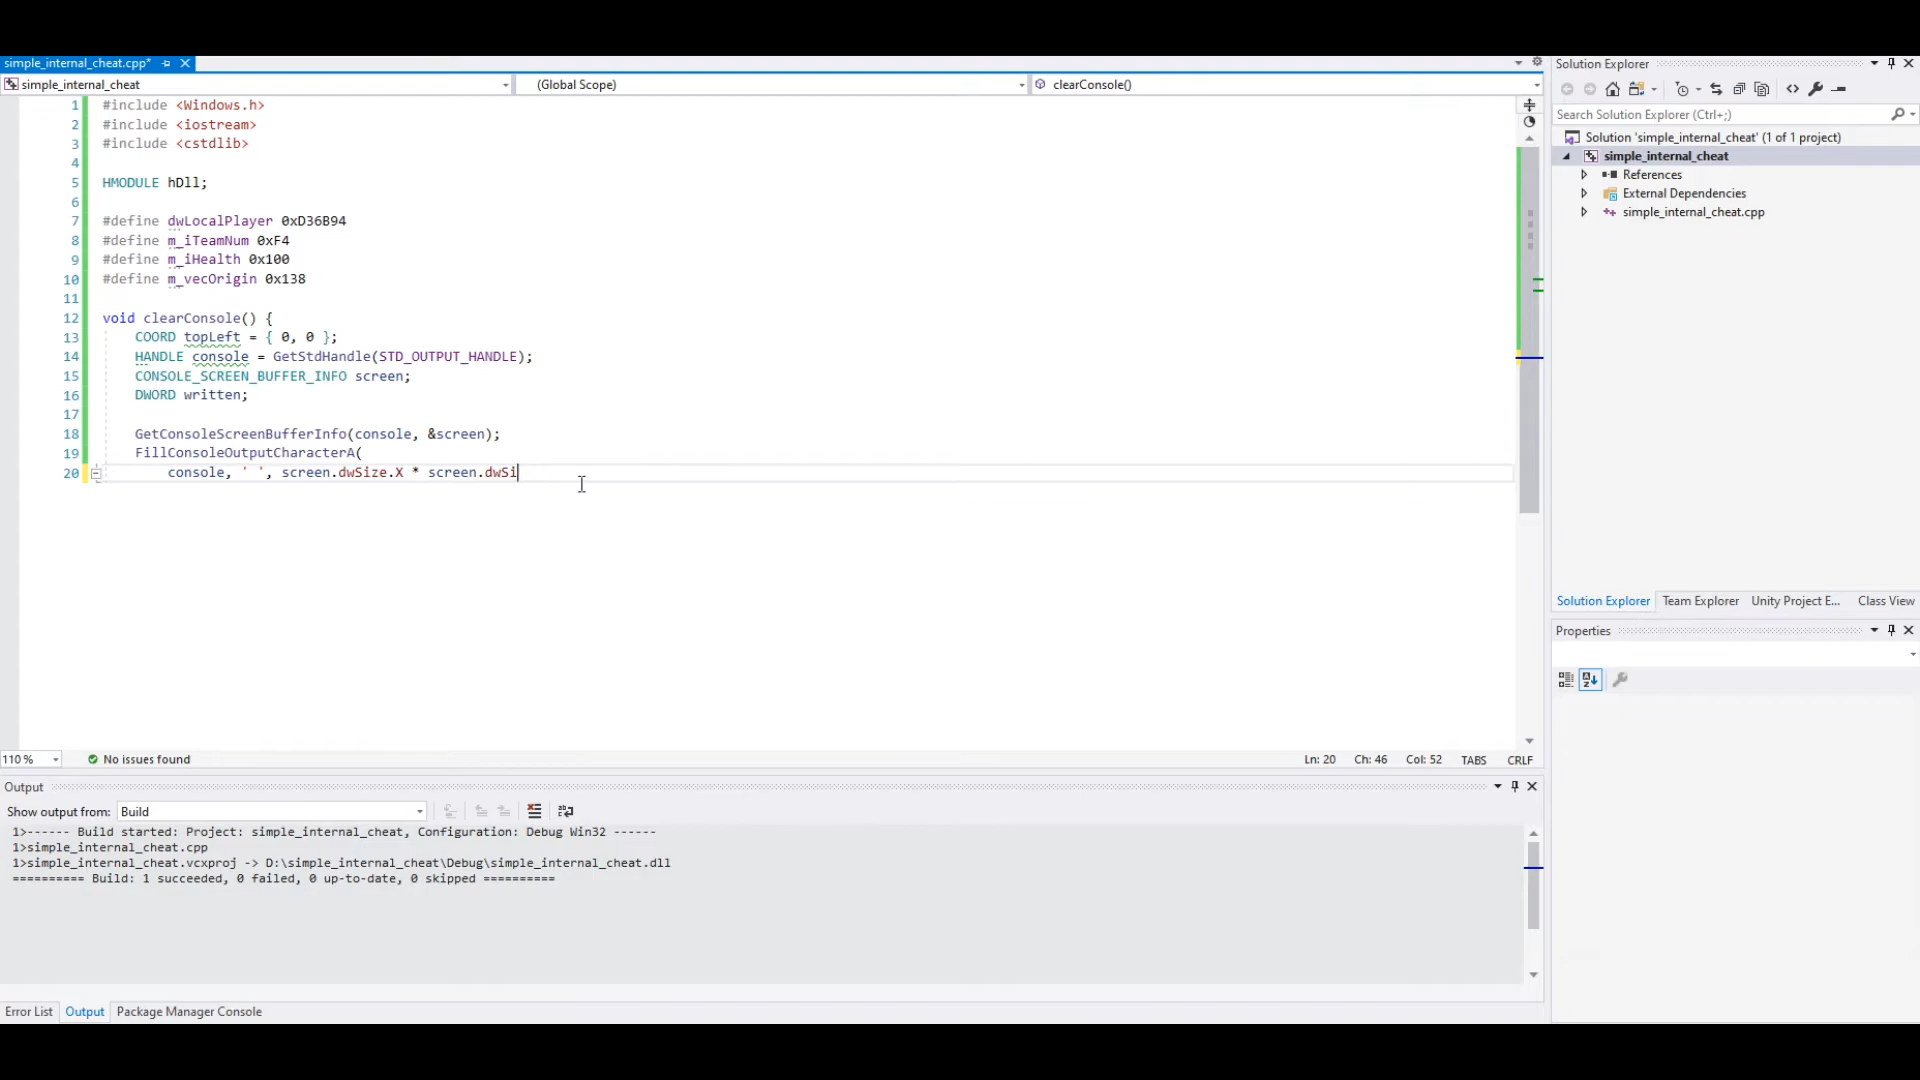 simple_internal_cheat.cpp*
simple_internal_cheat
(Global Scope)
clearConsole()
1 #include <Windows.h>
2 #include <iostream>
3 #include <cstdlib>
4
5 HMODULE hDll;
6
7 #define dwLocalPlayer 0xD36B94
8 #define m_iTeamNum 0xF4
9 #define m_iHealth 0x100
10 #define m_vecOrigin 0x138
11
12 void clearConsole() {
13 COORD topLeft = { 0, 0 };
14 HANDLE console = GetStdHandle(STD_OUTPUT_HANDLE);
15 CONSOLE_SCREEN_BUFFER_INFO screen;
16 DWORD written;
17
18 GetConsoleScreenBufferInfo(console, &screen);
19 FillConsoleOutputCharacterA(
20 console, ' ', screen.dwSize.X * screen.dwSi
110 %
No issues found
Ln: 20 Ch: 46 Col: 52 TABS CRLF
Output
Show output from: Build
1>------ Build started: Project: simple_internal_cheat, Configuration: Debug Win32 ------
1>simple_internal_cheat.cpp
1>simple_internal_cheat.vcxproj -> D:\simple_internal_cheat\Debug\simple_internal_cheat.dll
========== Build: 1 succeeded, 0 failed, 0 up-to-date, 0 skipped ==========
Error List Output Package Manager Console
Solution Explorer
Search Solution Explorer (Ctrl+;)
Solution 'simple_internal_cheat' (1 of 1 project)
simple_internal_cheat
References
External Dependencies
simple_internal_cheat.cpp
Solution Explorer Team Explorer Unity Project E... Class View
Properties